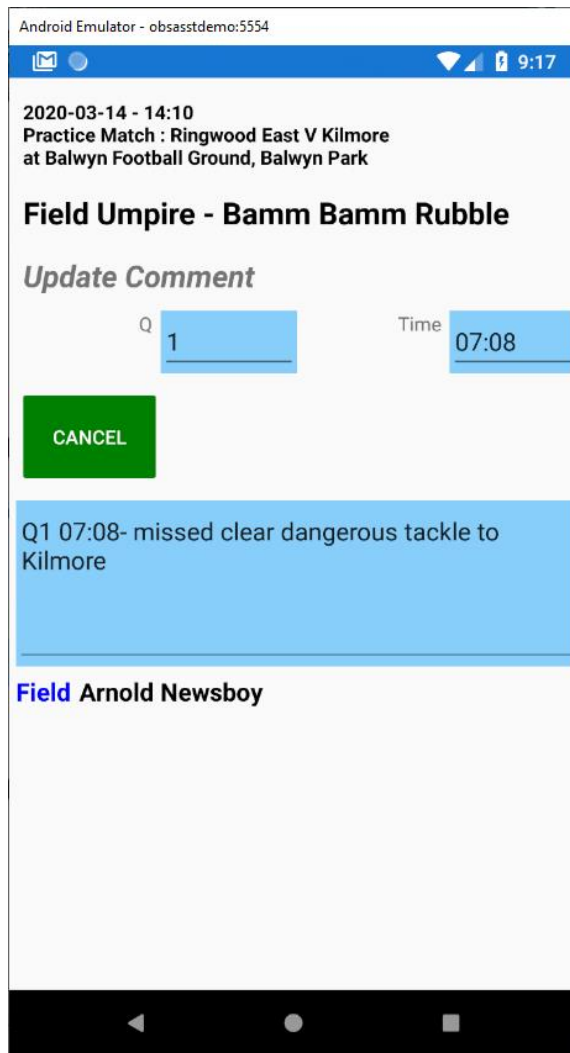 Android Emulator - obsasstdemo:5554
9:17
2020-03-14 - 14:10
Practice Match : Ringwood East V Kilmore
at Balwyn Football Ground, Balwyn Park
Field Umpire - Bamm Bamm Rubble
Update Comment
Q 1 Time 07:08
CANCEL
Q1 07:08- missed clear dangerous tackle to
Kilmore
Field Arnold Newsboy